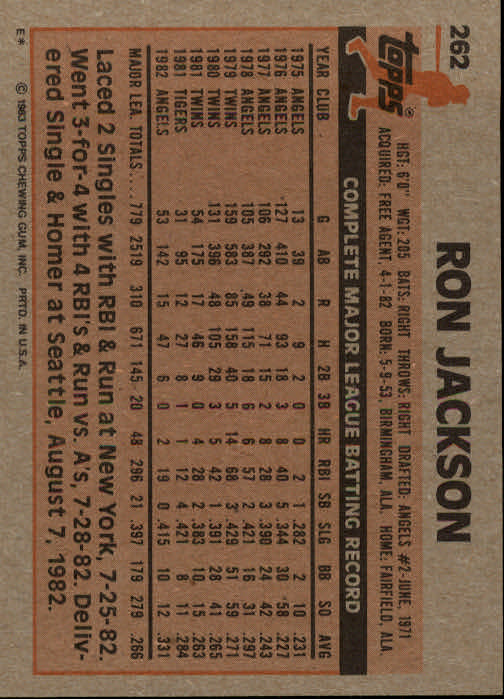 262
topps®
RON JACKSON
HGT: 6'0" WGT: 205 BATS: RIGHT THROWS: RIGHT DRAFTED: ANGELS #2-JUNE, 1971
ACQUIRED: FREE AGENT, 4-1-82 BORN: 5-9-53, BIRMINGHAM, ALA. HOME: FAIRFIELD, ALA.
COMPLETE MAJOR LEAGUE BATTING RECORD
YEAR CLUB G AB R H 2B 3B HR RBI SB SLG BB SO AVG
1975 ANGELS 13 39 2 9 2 0 0 2 1 .282 2 10 .231
1976 ANGELS 127 410 44 93 18 3 8 40 5 .344 30 58 .227
1977 ANGELS 106 292 38 71 15 2 8 28 3 .390 24 42 .243
1978 ANGELS 105 387 49 115 18 6 6 57 2 .421 16 31 .297
1979 TWINS 159 583 85 158 40 5 14 68 3 .429 51 59 .271
1980 TWINS 131 396 48 105 29 3 5 42 1 .391 28 41 .265
1981 TWINS 54 175 17 46 9 0 4 28 2 .383 10 15 .263
1981 TIGERS 31 95 12 27 8 1 1 12 4 .421 8 11 .284
1982 ANGELS 53 142 15 47 6 0 2 19 0 .415 10 12 .331
MAJOR LEA. TOTALS.... 779 2519 310 671 145 20 48 296 21 .397 179 279 .266
Laced 2 Singles with RBI & Run at New York, 7-25-82.
Went 3-for-4 with 4 RBI's & Run vs. A's, 7-28-82. Deliv-
ered Single & Homer at Seattle, August 7, 1982.
E* © 1983 TOPPS CHEWING GUM, INC. PRTD. IN U.S.A.